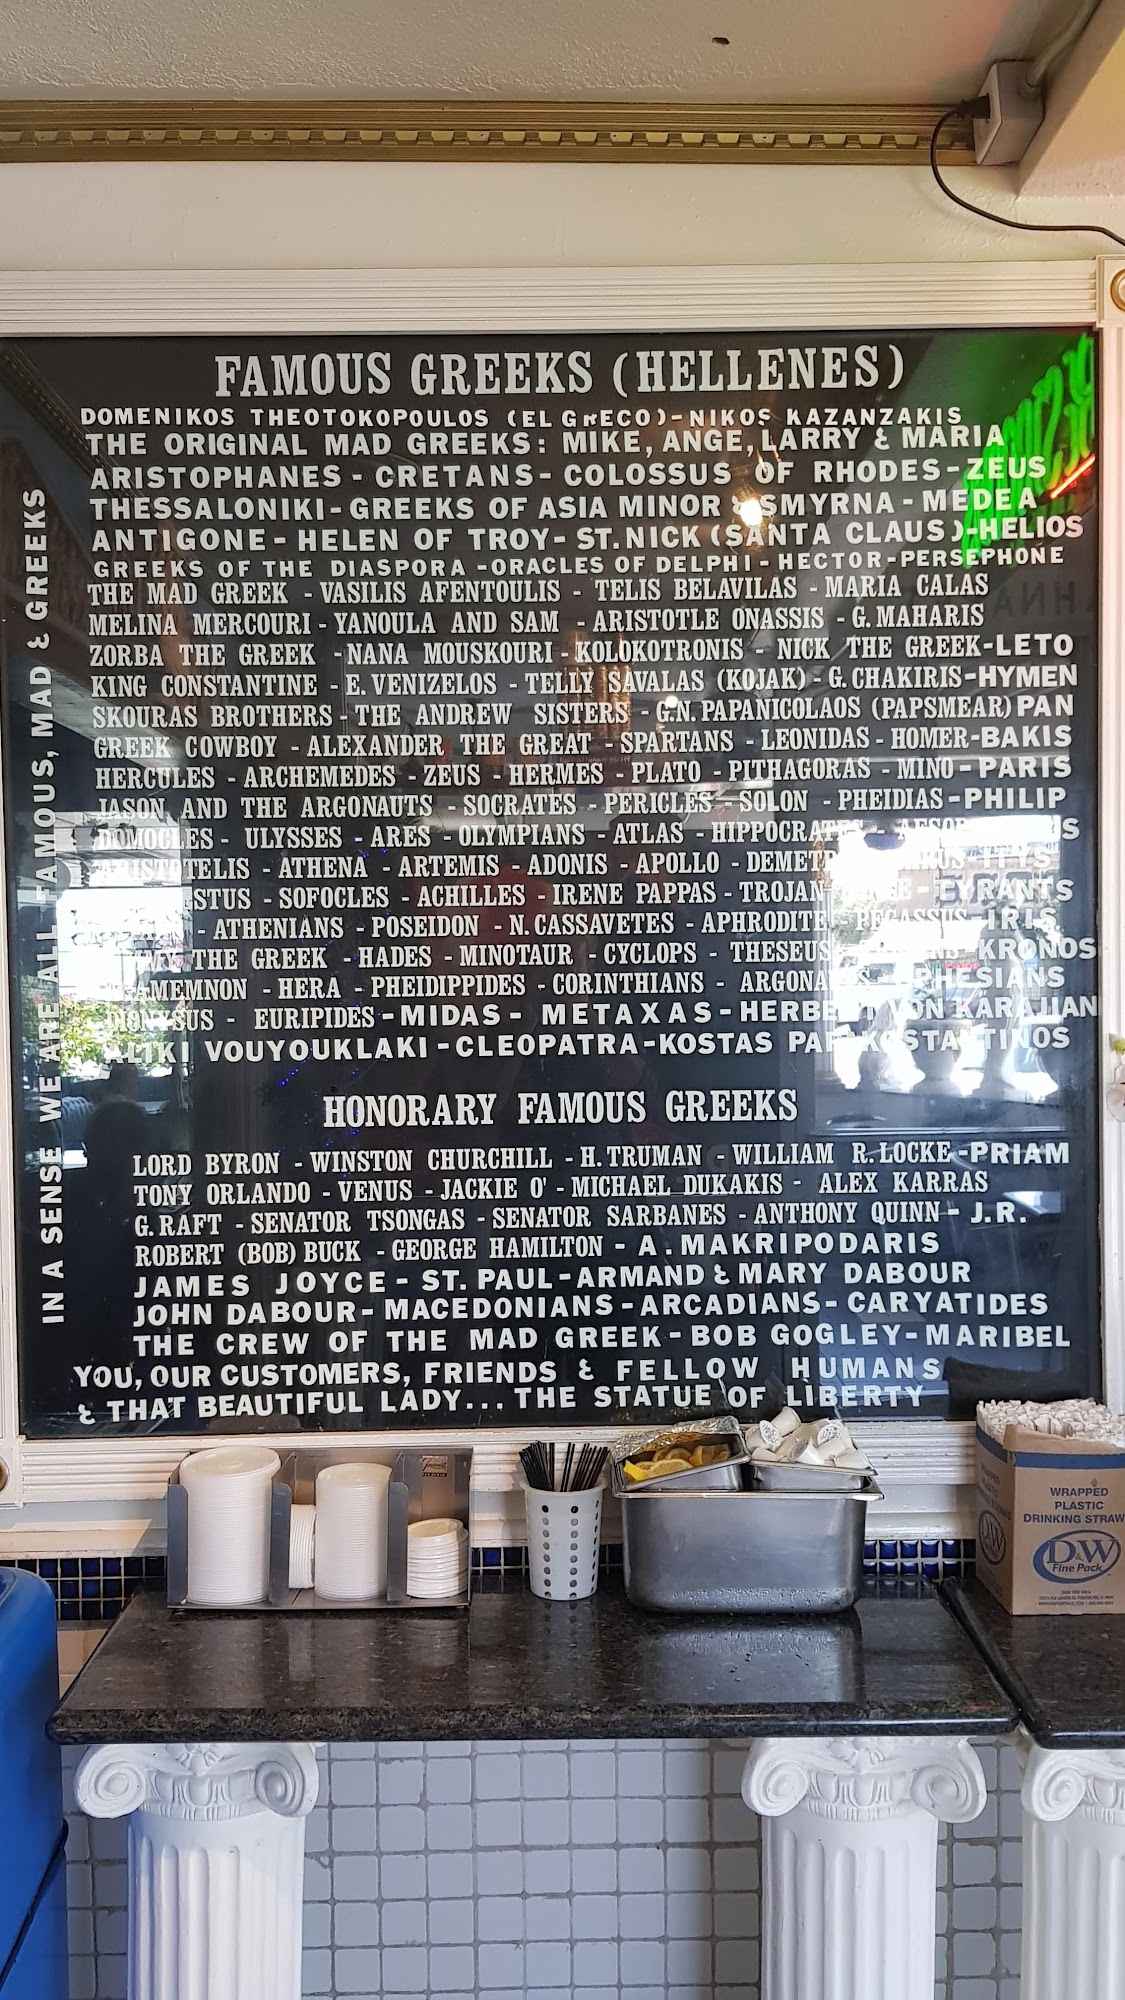 FAMOUS GREEKS (HELLENES)
DOMENIKOS THEOTOKOPOULOS (EL GRECO)-NIKOS KAZANZAKIS
THE ORIGINAL MAD GREEKS: MIKE, ANGE, LARRY & MARIA
ARISTOPHANES - CRETANS - COLOSSUS OF RHODES - ZEUS
THESSALONIKI - GREEKS OF ASIA MINOR & SMYRNA - MEDEA
ANTIGONE - HELEN OF TROY - ST. NICK (SANTA CLAUS)-HELIOS
GREEKS OF THE DIASPORA - ORACLES OF DELPHI - HECTOR - PERSEPHONE
THE MAD GREEK - VASILIS AFENTOULIS - TELIS BELAVILAS - MARIA CALAS
MELINA MERCOURI - YANOULA AND SAM - ARISTOTLE ONASSIS - G. MAHARIS
ZORBA THE GREEK - NANA MOUSKOURI - KOLOKOTRONIS - NICK THE GREEK-LETO
KING CONSTANTINE - E. VENIZELOS - TELLY SAVALAS (KOJAK) - G. CHAKIRIS-HYMEN
SKOURAS BROTHERS - THE ANDREW SISTERS - G.N. PAPANICOLAOS (PAPSMEAR) PAN
GREEK COWBOY - ALEXANDER THE GREAT - SPARTANS - LEONIDAS - HOMER-BAKIS
HERCULES - ARCHEMEDES - ZEUS - HERMES - PLATO - PITHAGORAS - MINO - PARIS
JASON AND THE ARGONAUTS - SOCRATES - PERICLES - SOLON - PHEIDIAS - PHILIP
DOMOCLES - ULYSSES - ARES - OLYMPIANS - ATLAS - HIPPOCRATES -
ARISTOTELIS - ATHENA - ARTEMIS - ADONIS - APOLLO -
- SOFOCLES - ACHILLES - IRENE PAPPAS - TROJAN - TYRANTS
- ATHENIANS - POSEIDON - N. CASSAVETES - APHRODITE PEGASSUS - IRIS
THE GREEK - HADES - MINOTAUR - CYCLOPS - THESEUS KRONOS
AGAMEMNON - HERA - PHEIDIPPIDES - CORINTHIANS -
DIONYSUS - EURIPIDES - MIDAS - METAXAS - HERBERT VON KARAJIAN
ALIKI VOUYOUKLAKI - CLEOPATRA - KOSTAS
HONORARY FAMOUS GREEKS
LORD BYRON - WINSTON CHURCHILL - H. TRUMAN - WILLIAM R. LOCKE - PRIAM
TONY ORLANDO - VENUS - JACKIE O' - MICHAEL DUKAKIS - ALEX KARRAS
G. RAFT - SENATOR TSONGAS - SENATOR SARBANES - ANTHONY QUINN - J.R.
ROBERT (BOB) BUCK - GEORGE HAMILTON - A. MAKRIPODARIS
JAMES JOYCE - ST. PAUL - ARMAND & MARY DABOUR
JOHN DABOUR - MACEDONIANS - ARCADIANS - CARYATIDES
THE CREW OF THE MAD GREEK - BOB GOGLEY - MARIBEL
YOU, OUR CUSTOMERS, FRIENDS & FELLOW HUMANS
& THAT BEAUTIFUL LADY... THE STATUE OF LIBERTY
IN A SENSE WE ARE ALL FAMOUS, MAD & GREEKS
WRAPPED
PLASTIC
DRINKING STRAW
D&W
Fine Pack